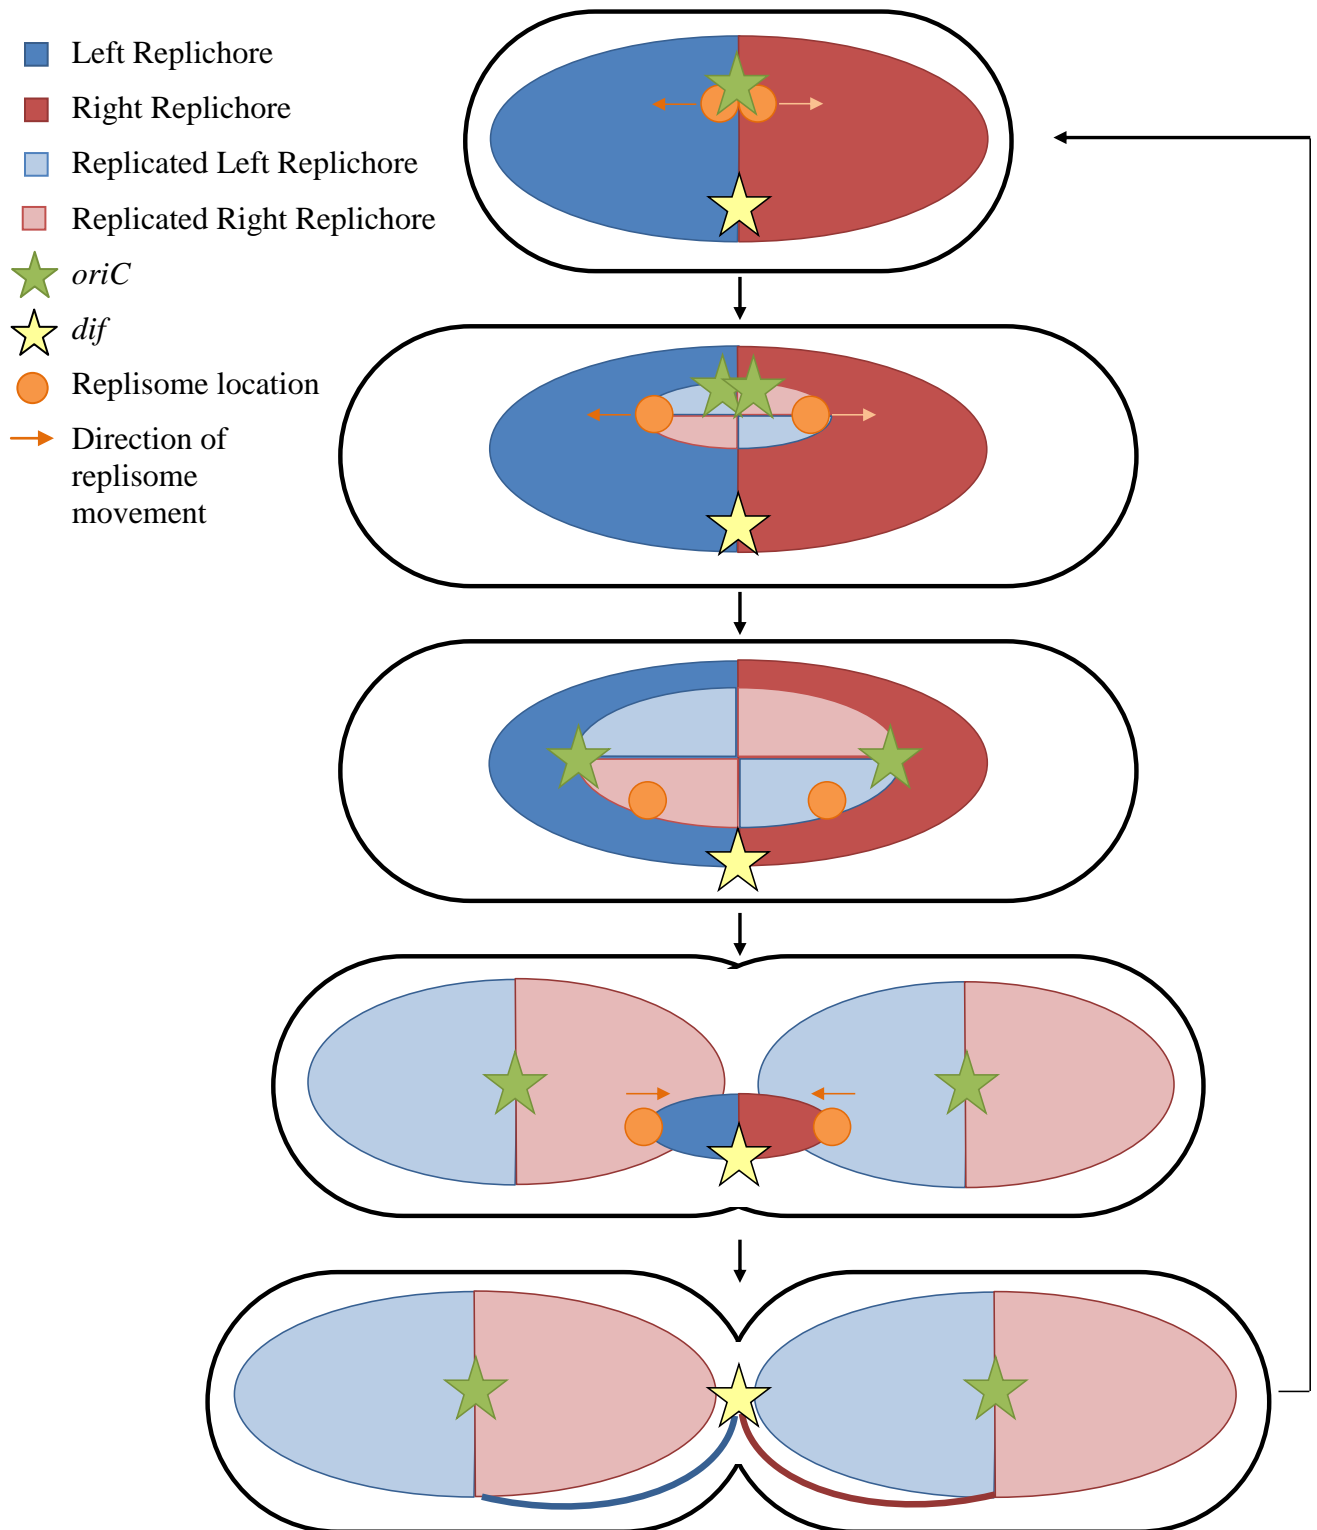 Left Replichore
Right Replichore
Replicated Left Replichore
Replicated Right Replichore
oriC
dif
Replisome location
Direction of
replisome
movement